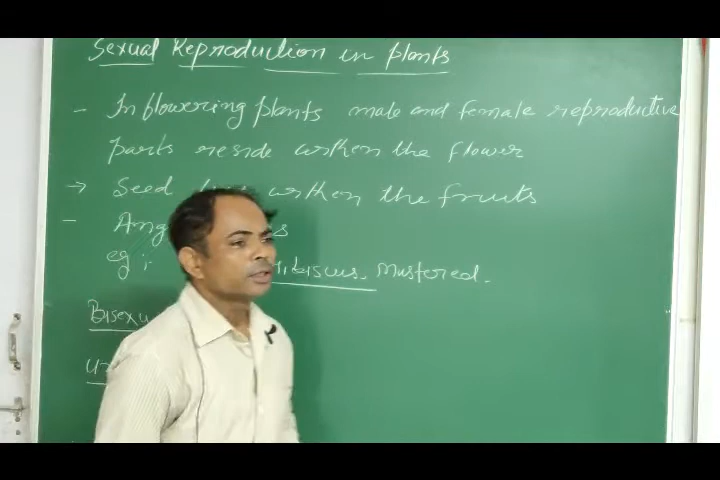 Sexual Reproduction in plants
- In flowering plants male and female reproductive
parts reside within the flower
→ Seed within the fruits
- Ang s
eg: Hibiscus. Mustered.
Bisexu
U